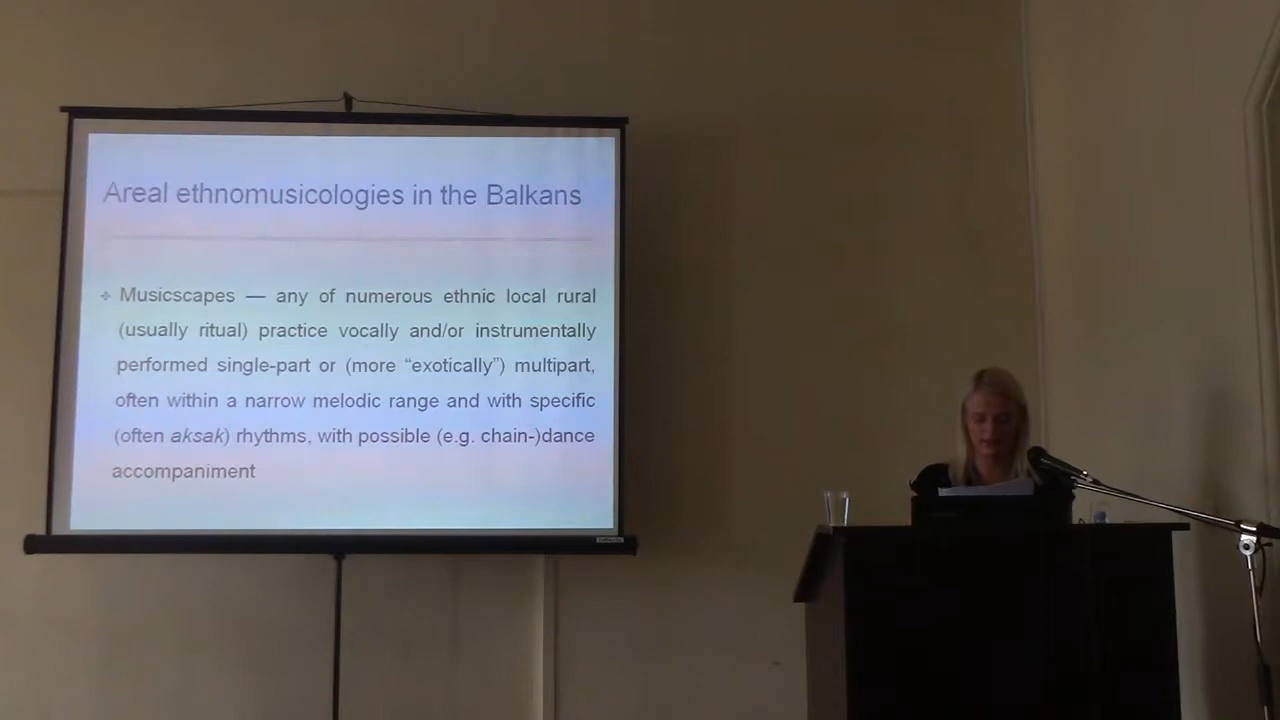 Areal ethnomusicologies in the Balkans
Musicscapes — any of numerous ethnic local rural
(usually ritual) practice vocally and/or instrumentally
performed single-part or (more “exotically”) multipart,
often within a narrow melodic range and with specific
(often aksak) rhythms, with possible (e.g. chain-)dance
accompaniment